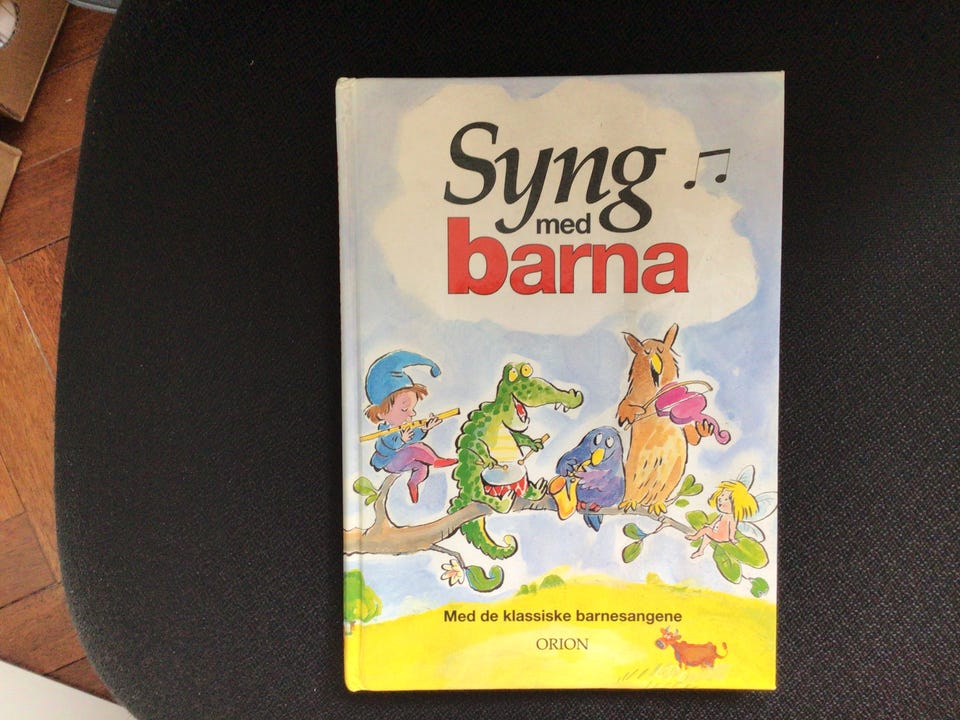 Syng
med
barna
Med de klassiske barnesangene
ORION